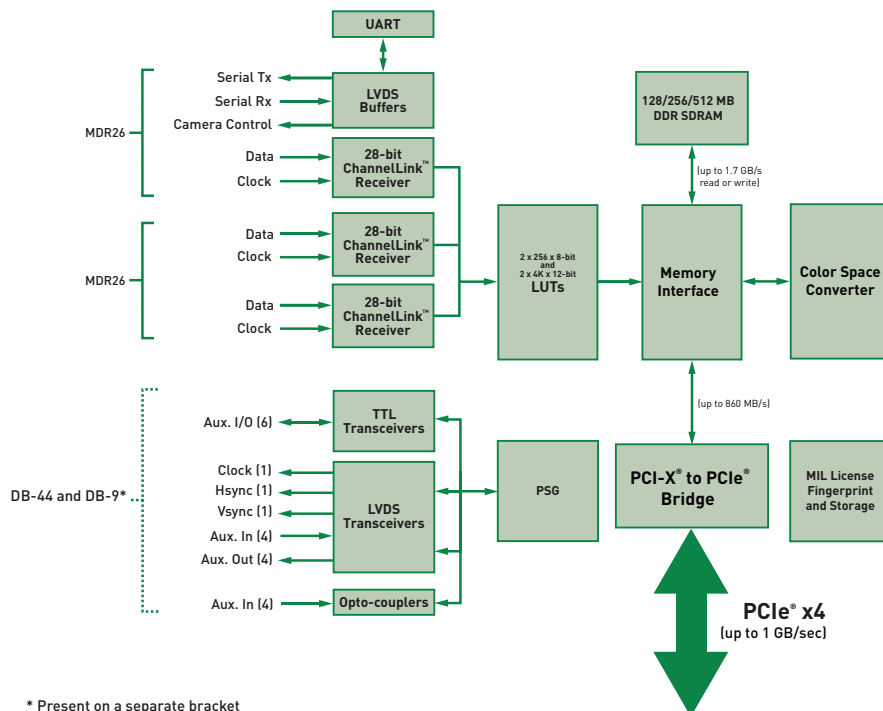 UART
Serial Tx
Serial Rx
Camera Control
LVDS
Buffers
MDR26
Data
Clock
28-bit
ChannelLink™
Receiver
MDR26
Data
Clock
28-bit
ChannelLink™
Receiver
Data
Clock
28-bit
ChannelLink™
Receiver
2 x 256 x 8-bit
and
2 x 4K x 12-bit
LUTs
128/256/512 MB
DDR SDRAM
(up to 1.7 GB/s
read or write)
Memory
Interface
Color Space
Converter
(up to 860 MB/s)
DB-44 and DB-9*
Aux. I/O (6)
TTL
Transceivers
Clock (1)
Hsync (1)
Vsync (1)
Aux. In (4)
Aux. Out (4)
LVDS
Transceivers
Aux. In (4)
Opto-couplers
PSG
PCI-X® to PCIe®
Bridge
MIL License
Fingerprint
and Storage
PCIe® x4
(up to 1 GB/sec)
* Present on a separate bracket